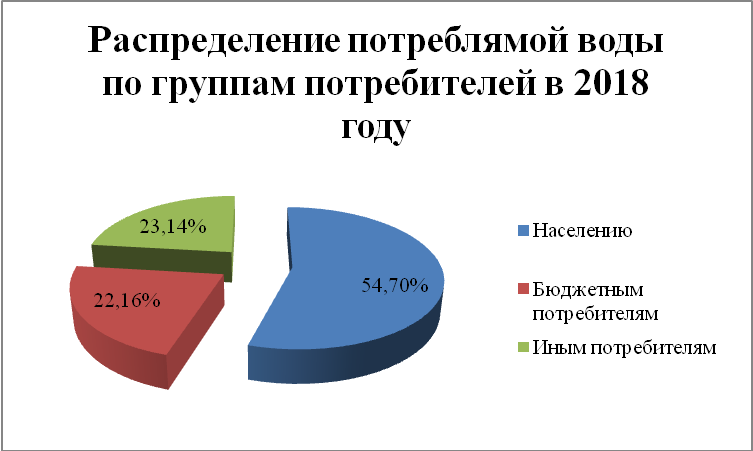 Распределение потреблямой воды
по группам потребителей в 2018
году
23,14%
22,16%
54,70%
Населению
Бюджетным
потребителям
Иным потребителям